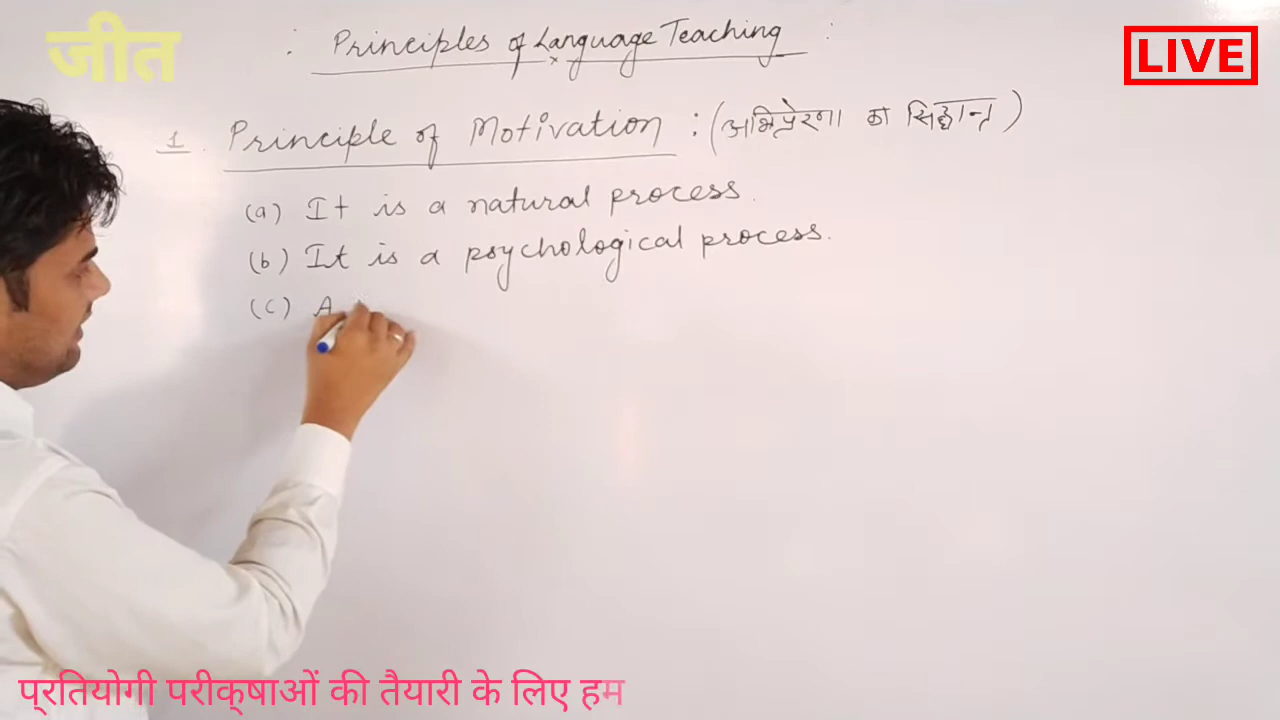 जीत
: Principles of Language Teaching :
LIVE
1. Principle of Motivation : (अभिप्रेरणा का सिद्धान्त)
(a) It is a natural process.
(b) It is a psychological process.
(c) A
प्रतियोगी परीक्षाओं की तैयारी के लिए हम